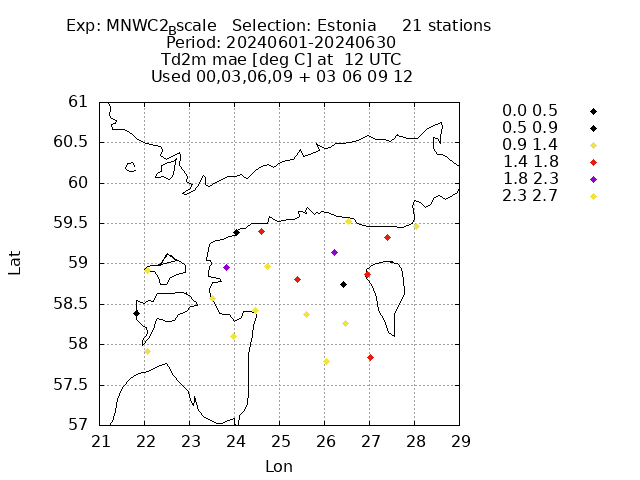 Exp: MNWC2Bscale Selection: Estonia 21 stations
Period: 20240601-20240630
Td2m mae [deg C] at 12 UTC
Used 00,03,06,09 + 03 06 09 12
0.0 0.5
0.5 0.9
0.9 1.4
1.4 1.8
1.8 2.3
2.3 2.7
61
60.5
60
59.5
59
58.5
58
57.5
57
Lat
21 22 23 24 25 26 27 28 29
Lon